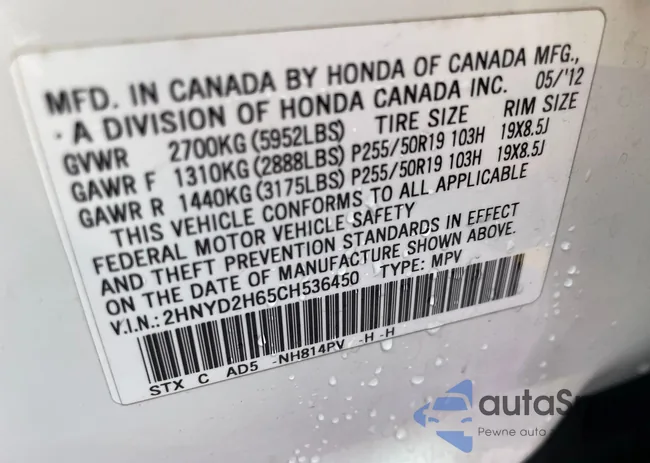 MFD. IN CANADA BY HONDA OF CANADA MFG.,
· A DIVISION OF HONDA CANADA INC. 05/'12
GVWR 2700KG (5952LBS) TIRE SIZE RIM SIZE
GAWR F 1310KG (2888LBS) P255/50R19 103H 19X8.5J
GAWR R 1440KG (3175LBS) P255/50R19 103H 19X8.5J
THIS VEHICLE CONFORMS TO ALL APPLICABLE
FEDERAL MOTOR VEHICLE SAFETY
AND THEFT PREVENTION STANDARDS IN EFFECT
ON THE DATE OF MANUFACTURE SHOWN ABOVE.
V.I.N.: 2HNYD2H65CH536450 TYPE: MPV
STX C AD5 -NH814PV -H -H
Pewne auto